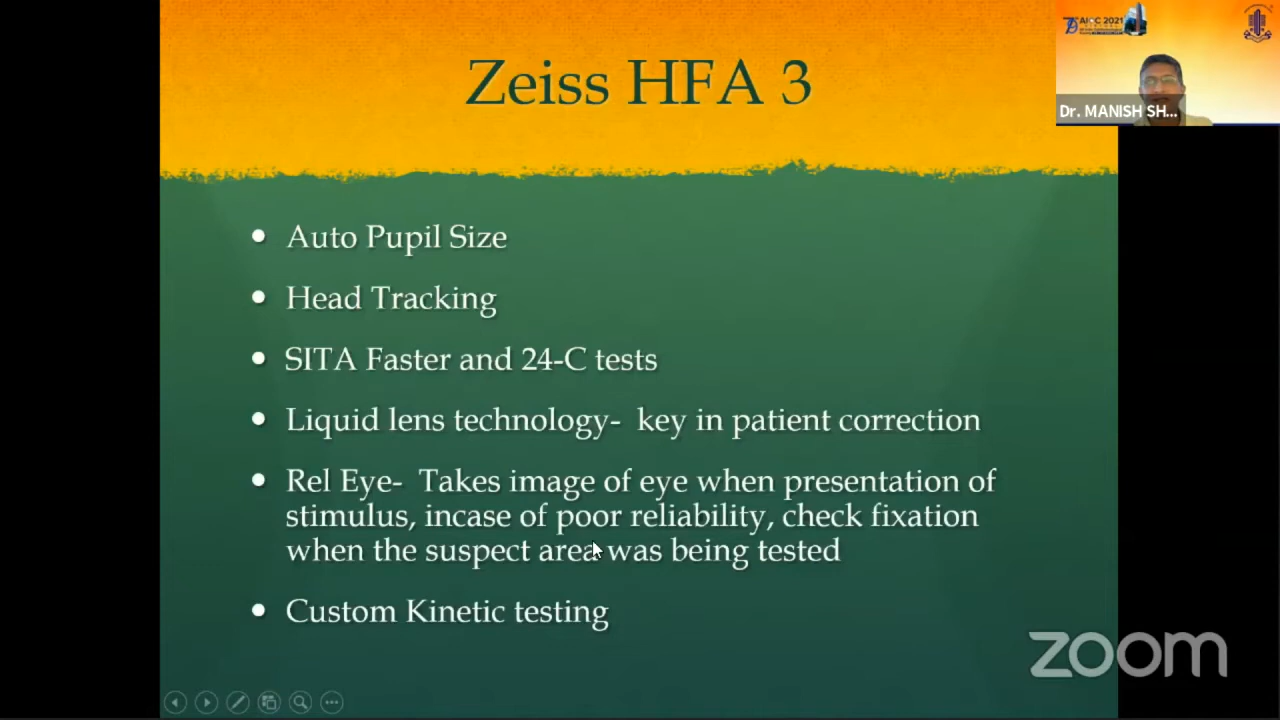 Zeiss HFA 3
AICC 2021
Dr. MANISH SH...
• Auto Pupil Size
• Head Tracking
• SITA Faster and 24-C tests
• Liquid lens technology- key in patient correction
• Rel Eye- Takes image of eye when presentation of
stimulus, incase of poor reliability, check fixation
when the suspect area was being tested
• Custom Kinetic testing
zoom